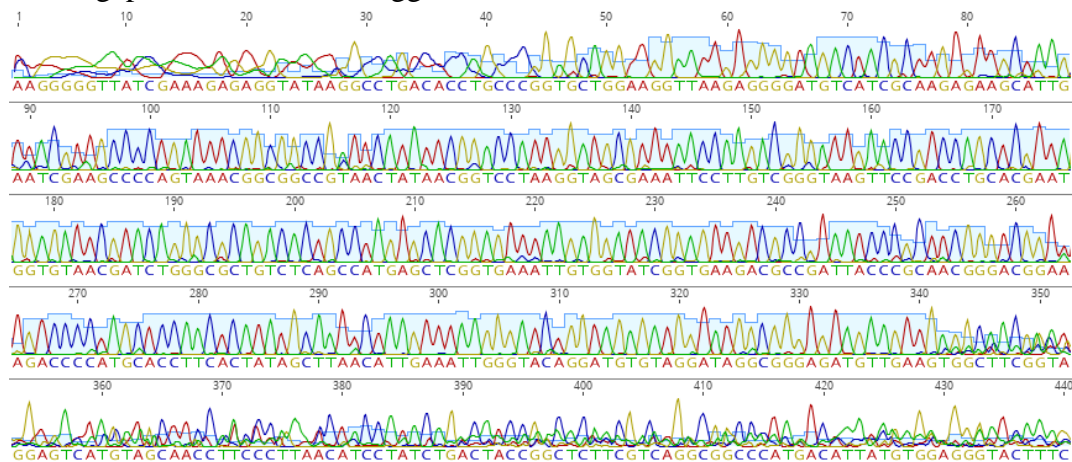 1 10 20 30 40 50 60 70 80
AAGGGGGTTATCGAAAGAGAGGTATAAGGCCTGACACCTGCCCGGTGCTGGAAGGTTAAGAGGGGATGTCATCGCAAGAGAAGCATTG
90 100 110 120 130 140 150 160 170
AATCGAAGCCCCAGTAAACGGCGGCCGTAACTATAACGGTCCTAAGGTAGCGAAATTCCTTGTCGGGTAAGTTCCGACCTGCACGAAT
180 190 200 210 220 230 240 250 260
GGTGTAACGATCTGGGCGCTGTCTCAGCCATGAGCTCGGTGAAATTGTGGTATCGGTGAAGACGCCGATTACCCGCAACGGGACGGAA
270 280 290 300 310 320 330 340 350
AGACCCCATGCACCTTCACTATAGCTTAACATTGAAATTGGGTACAGGATGTGTAGGATAGGCGGGAGATGTTGAAGTGGCTTCGGTA
360 370 380 390 400 410 420 430 440
GGAGTCATGTAGCAACCTTCCCTTAACATCCTATCTGACTACCGGCTCTTCGTCAGGCGGCCCATGACATTATGTGGAGGGTACTTTC